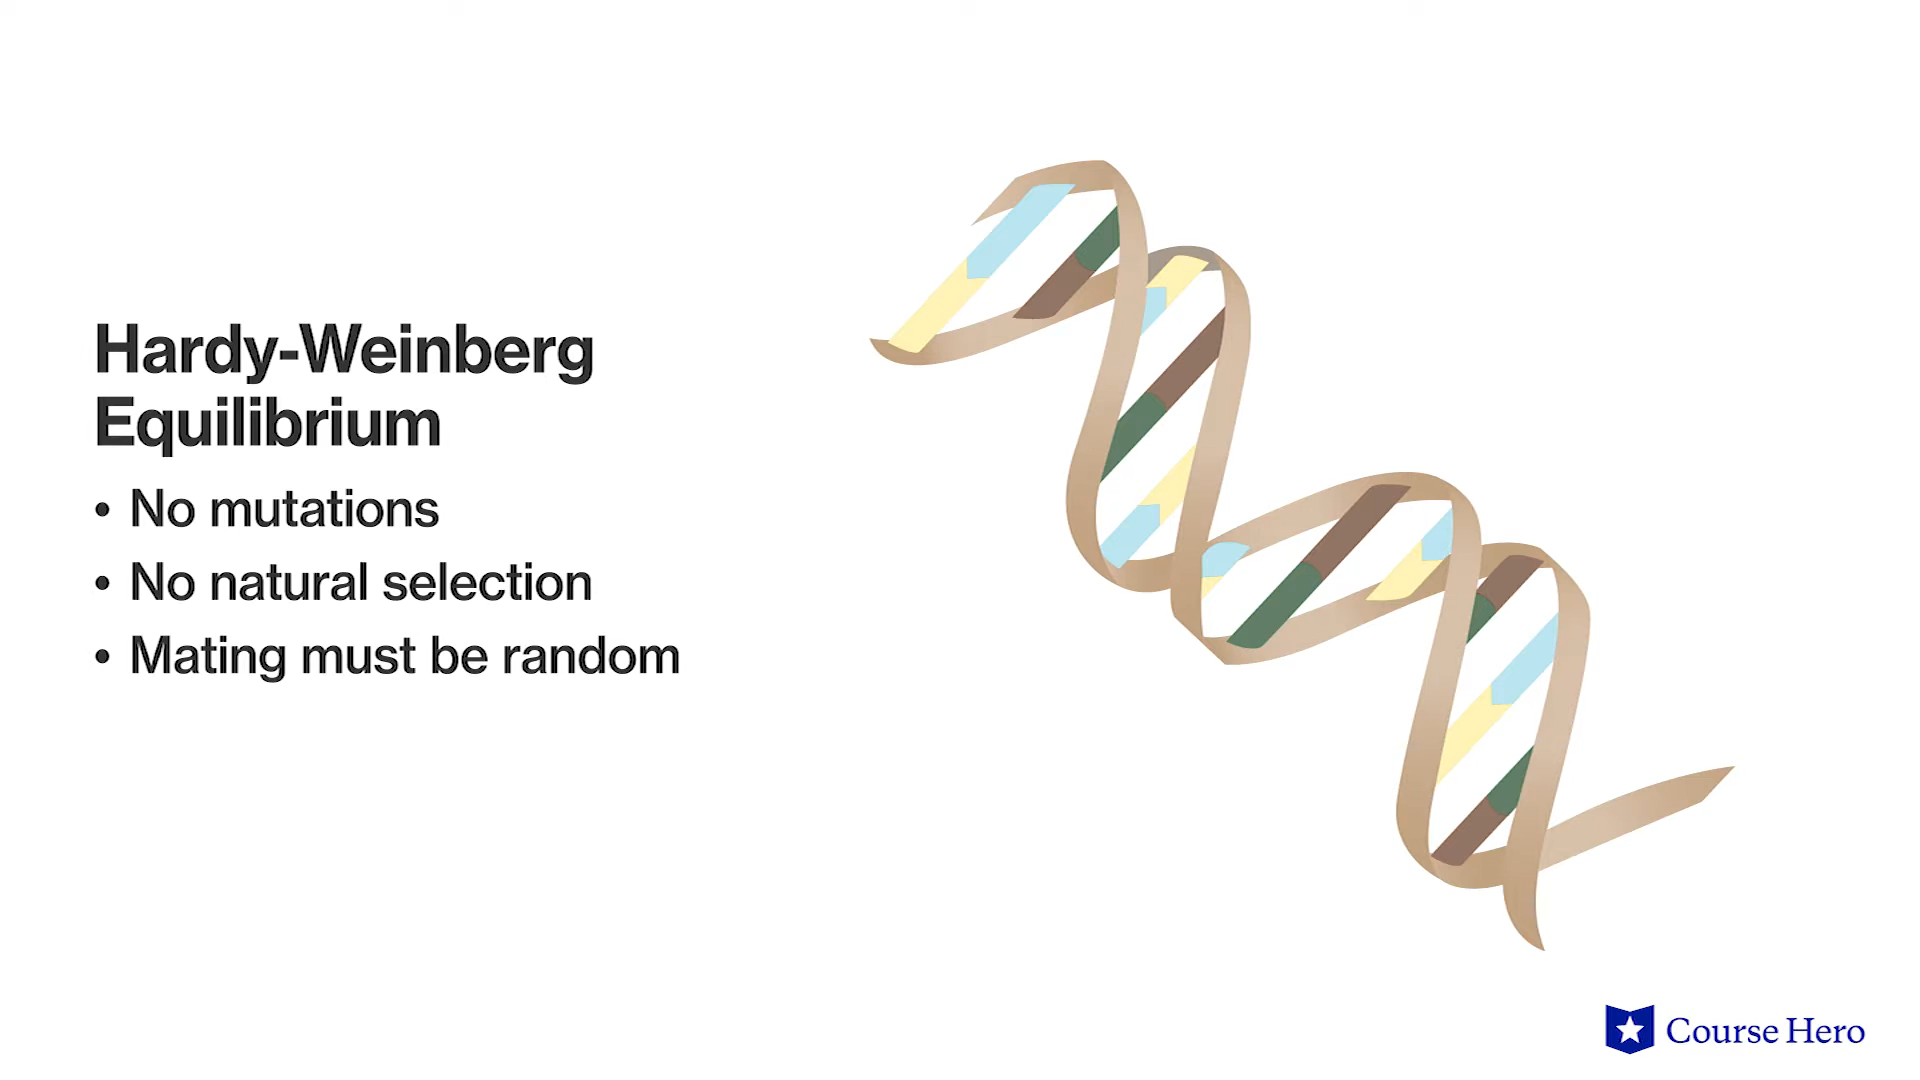 Hardy-Weinberg
Equilibrium
• No mutations
• No natural selection
• Mating must be random
Course Hero